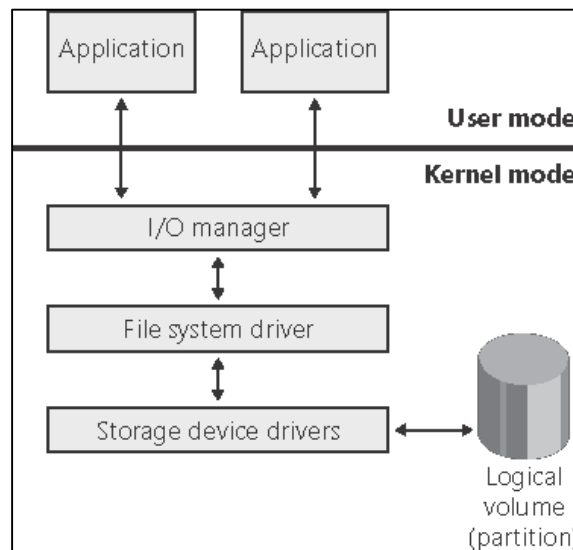 Application
Application
User mode
Kernel mode
I/O manager
File system driver
Storage device drivers
Logical
volume
(partition)